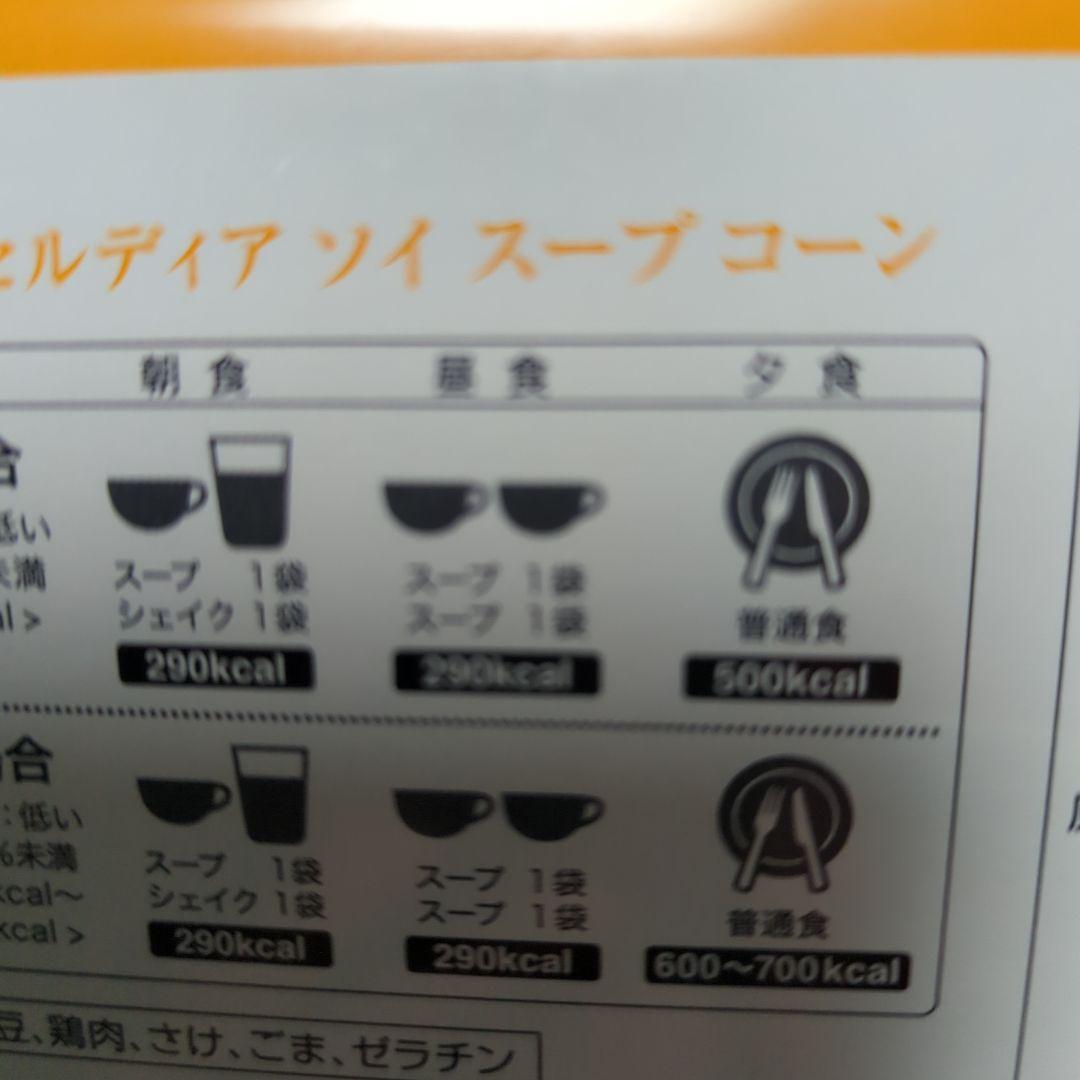 セルディア ソイ スープ コーン
朝食 昼食 夕食
合
低い
未満
al >
スープ 1袋
シェイク 1袋
290kcal
スープ 1袋
スープ 1袋
290kcal
普通食
500kcal
場合
: 低い
%未満
kcal～
kcal >
スープ 1袋
シェイク 1袋
290kcal
スープ 1袋
スープ 1袋
290kcal
普通食
600～700kcal
豆、鶏肉、さけ、ごま、ゼラチン